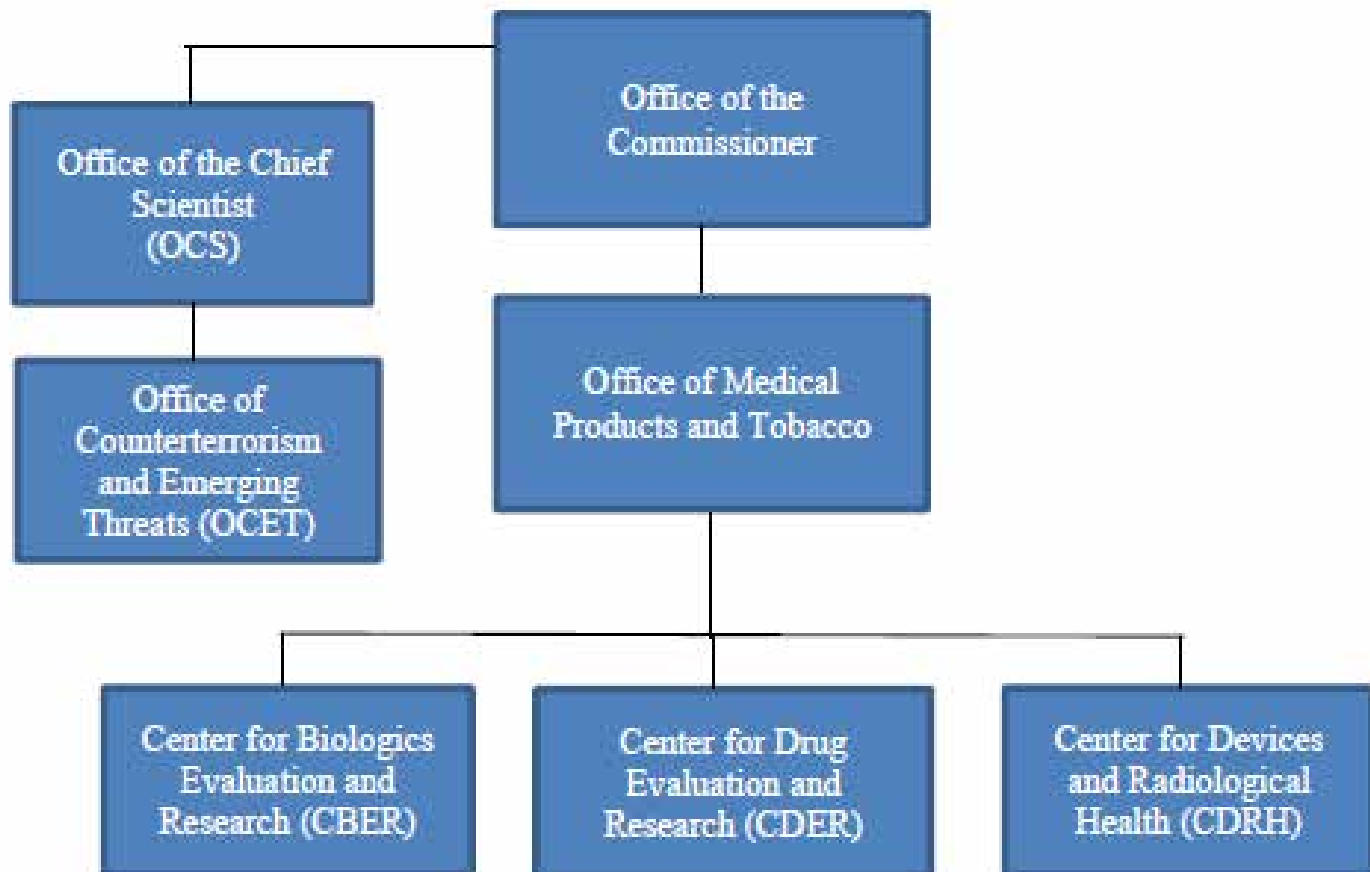 Office of the
Commissioner
Office of the Chief
Scientist
(OCS)
Office of
Counterterrorism
and Emerging
Threats (OCET)
Office of Medical
Products and Tobacco
Center for Biologics
Evaluation and
Research (CBER)
Center for Drug
Evaluation and
Research (CDER)
Center for Devices
and Radiological
Health (CDRH)